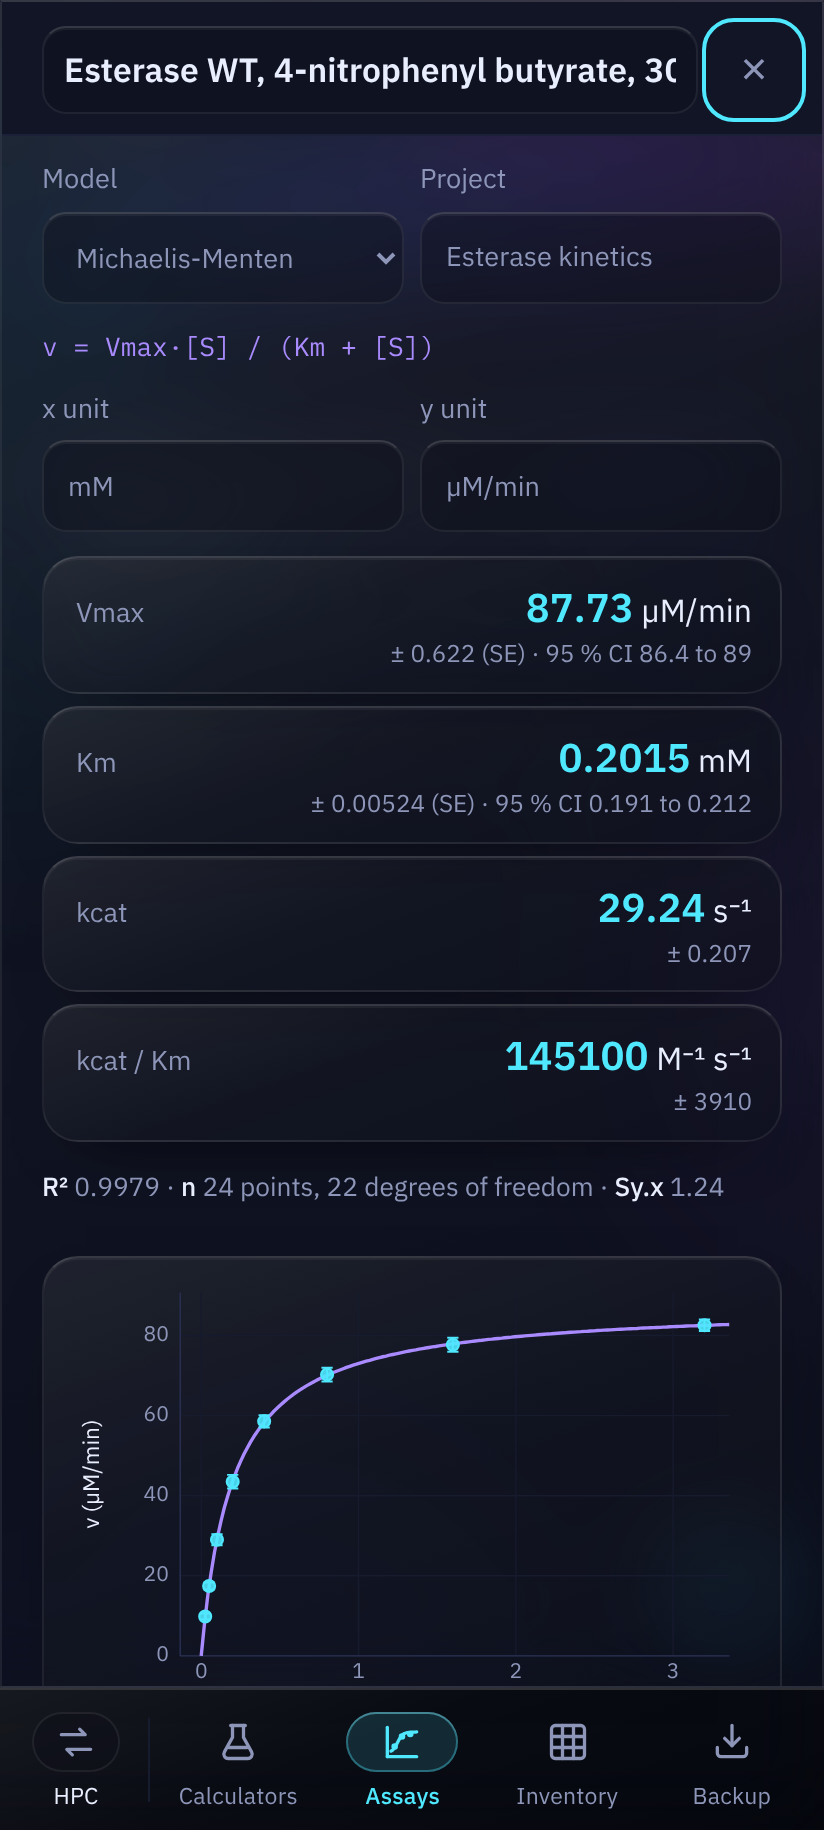 Esterase WT, 4-nitrophenyl butyrate, 30
×
Model
Project
Michaelis-Menten
Esterase kinetics
v = Vmax·[S] / (Km + [S])
x unit
y unit
mM
µM/min
Vmax
87.73 µM/min
± 0.622 (SE) · 95 % CI 86.4 to 89
Km
0.2015 mM
± 0.00524 (SE) · 95 % CI 0.191 to 0.212
kcat
29.24 s⁻¹
± 0.207
kcat / Km
145100 M⁻¹ s⁻¹
± 3910
R² 0.9979 · n 24 points, 22 degrees of freedom · Sy.x 1.24
v (µM/min)
80
60
40
20
0
0 1 2 3
HPC
Calculators
Assays
Inventory
Backup